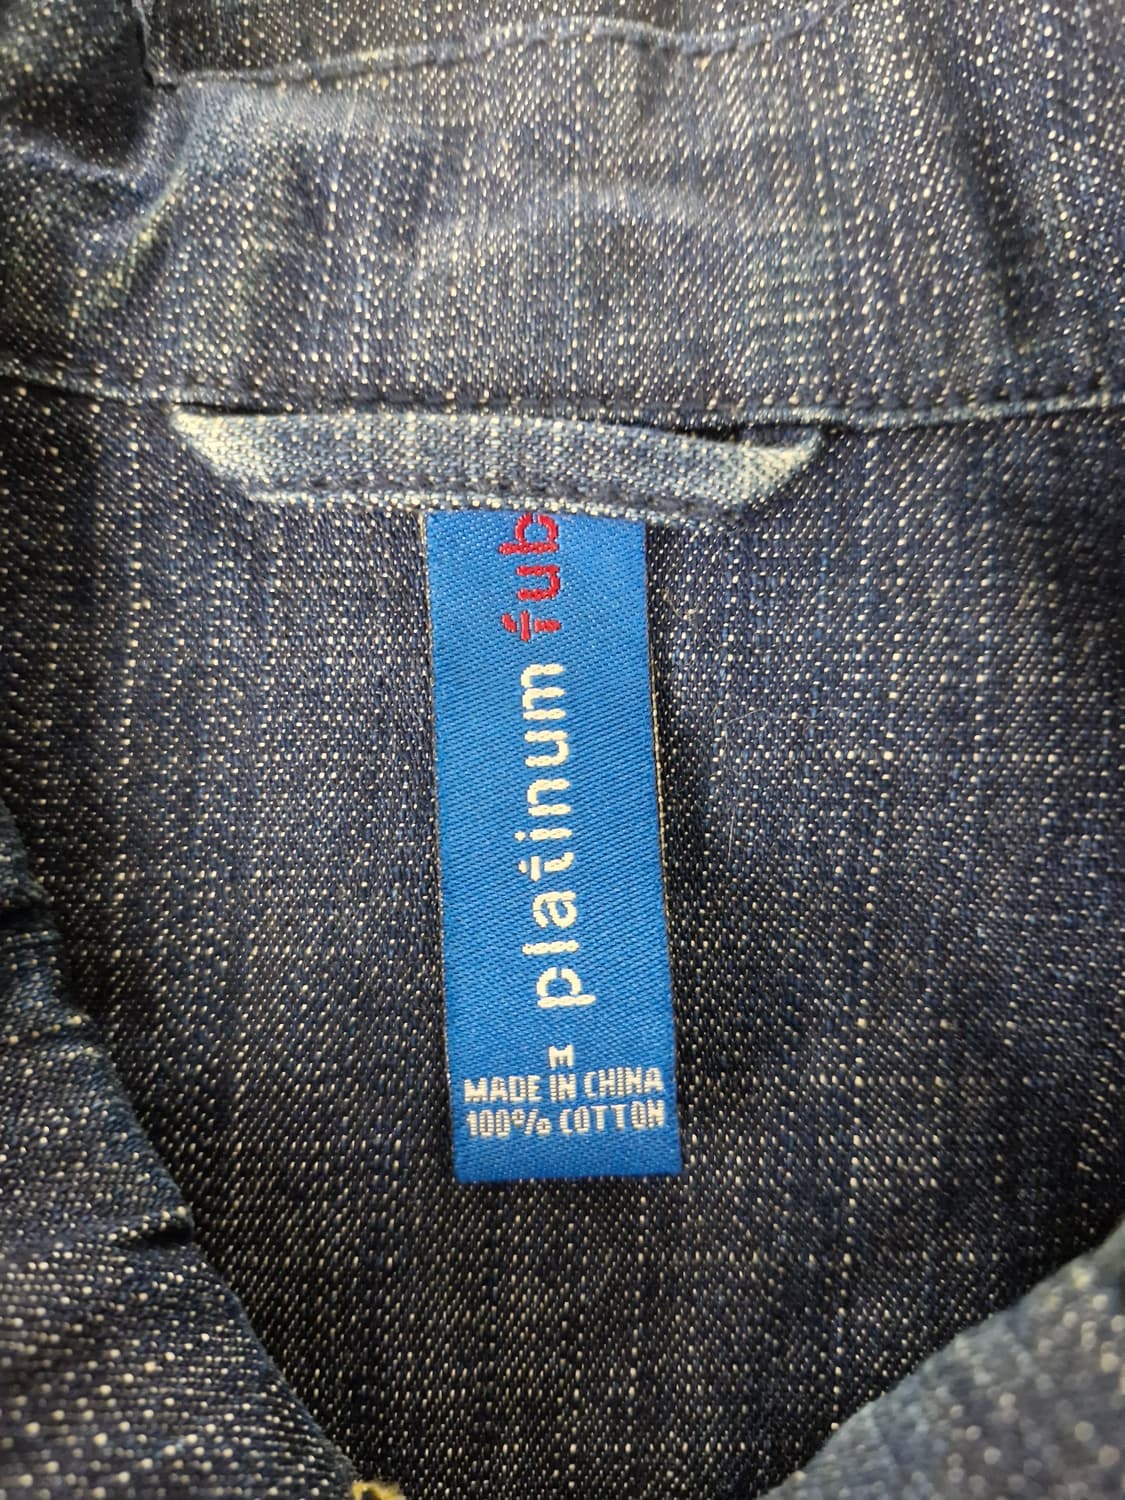 platinum fub
M
MADE IN CHINA
100% COTTON